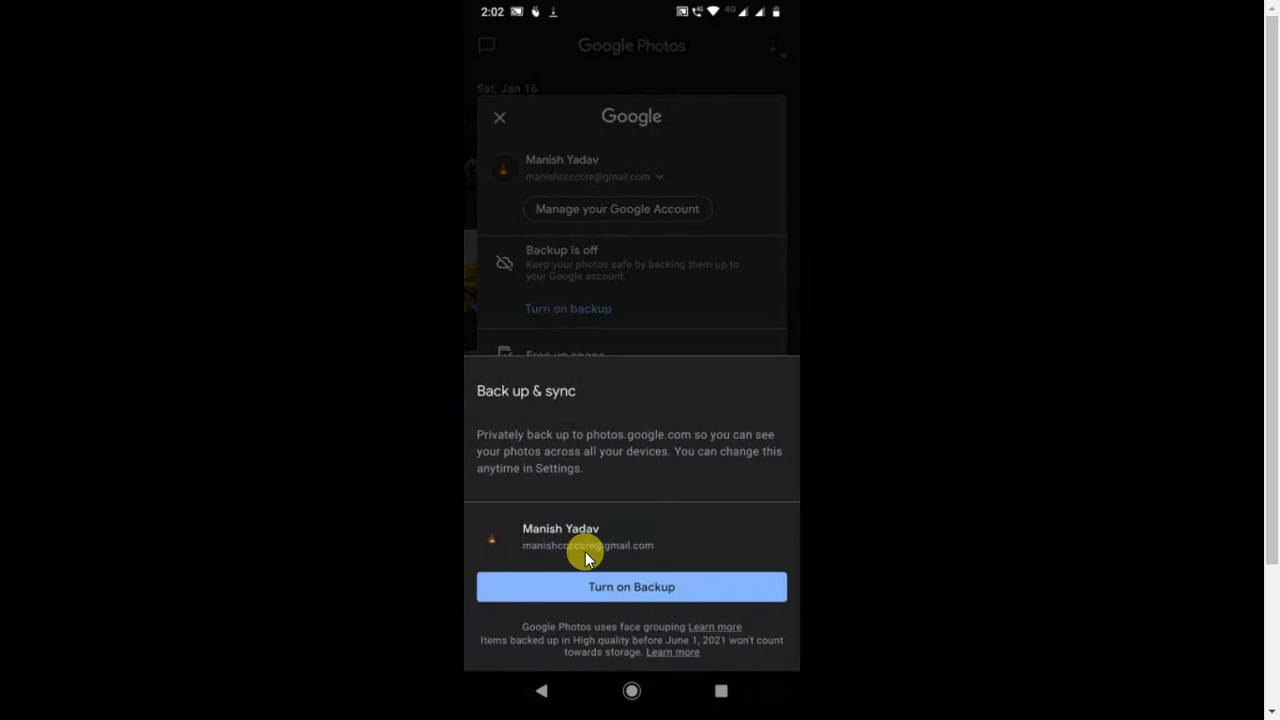 2:02
4G
Google Photos
Sat, Jan 16
Google
Manish Yadav
manishcccccre@gmail.com
Manage your Google Account
Backup is off
Keep your photos safe by backing them up to
your Google account.
Turn on backup
Free up space
Back up & sync
Privately back up to photos.google.com so you can see
your photos across all your devices. You can change this
anytime in Settings.
Manish Yadav
manishcccccre@gmail.com
Turn on Backup
Google Photos uses face grouping Learn more
Items backed up in High quality before June 1, 2021 won't count
towards storage. Learn more